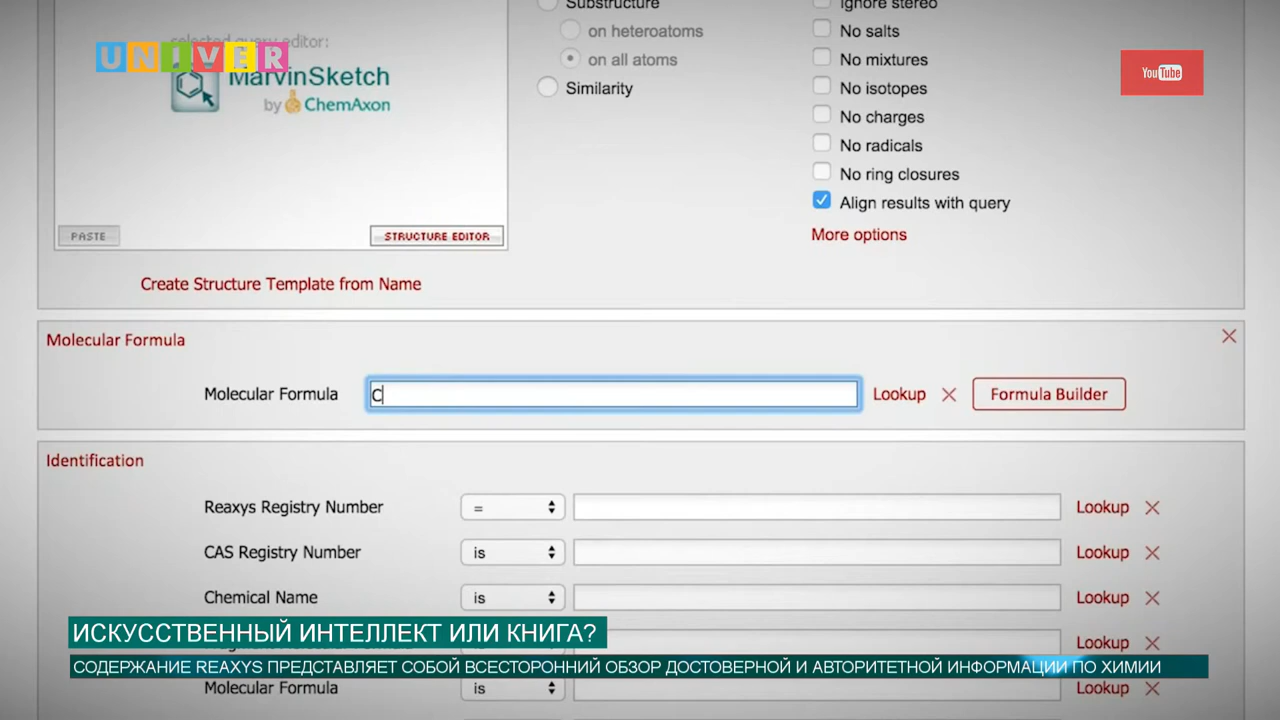 Substructure
Ignore stereo
selected query editor:
UNIVER
on heteroatoms
No salts
YouTube
on all atoms
No mixtures
MarvinSketch
Similarity
No isotopes
by ChemAxon
No charges
No radicals
No ring closures
Align results with query
PASTE
STRUCTURE EDITOR
More options
Create Structure Template from Name
Molecular Formula
Molecular Formula
C
Lookup
Formula Builder
Identification
Reaxys Registry Number
=
Lookup
CAS Registry Number
is
Lookup
Chemical Name
is
Lookup
ИСКУССТВЕННЫЙ ИНТЕЛЛЕКТ ИЛИ КНИГА?
Lookup
СОДЕРЖАНИЕ REAXYS ПРЕДСТАВЛЯЕТ СОБОЙ ВСЕСТОРОННИЙ ОБЗОР ДОСТОВЕРНОЙ И АВТОРИТЕТНОЙ ИНФОРМАЦИИ ПО ХИМИИ
Molecular Formula
is
Lookup